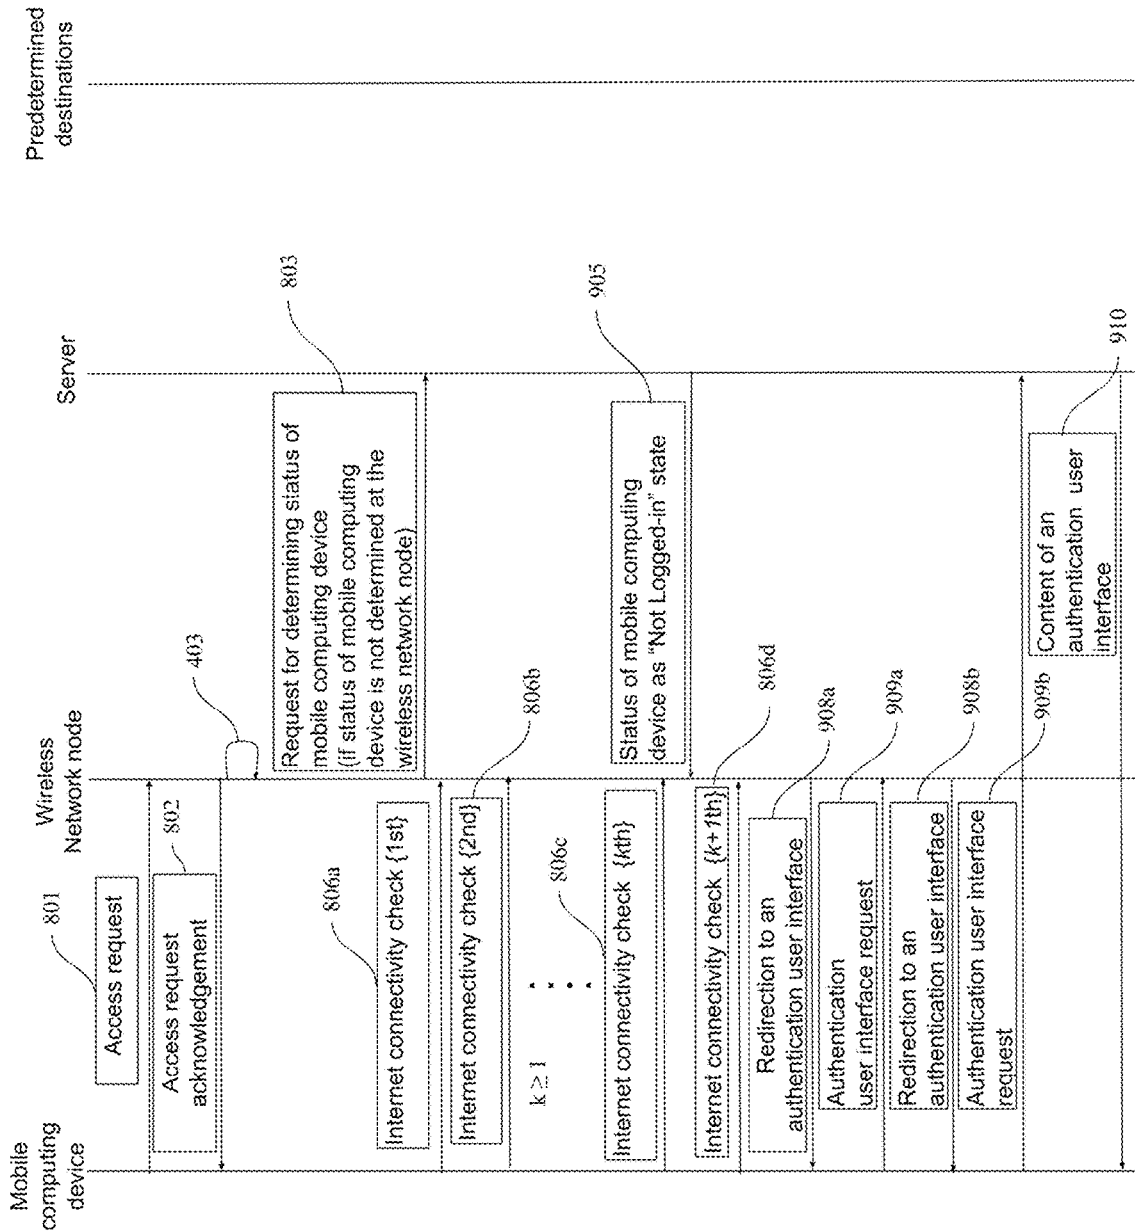 Mobile
computing
device
Wireless
Network node
Server
Predetermined
destinations
801
Access request
802
Access request
acknowledgement
403
803
Request for determining status of
mobile computing device
(if status of mobile computing
device is not determined at the
wireless network node)
806a
Internet connectivity check {1st}
806b
Internet connectivity check {2nd}
k ≥ 1
806c
Internet connectivity check {kth}
905
Status of mobile computing
device as "Not Logged-in" state
806d
Internet connectivity check {k+1th}
908a
Redirection to an
authentication user interface
909a
Authentication
user interface request
908b
Redirection to an
authentication user interface
909b
Authentication user interface
request
910
Content of an
authentication user
interface